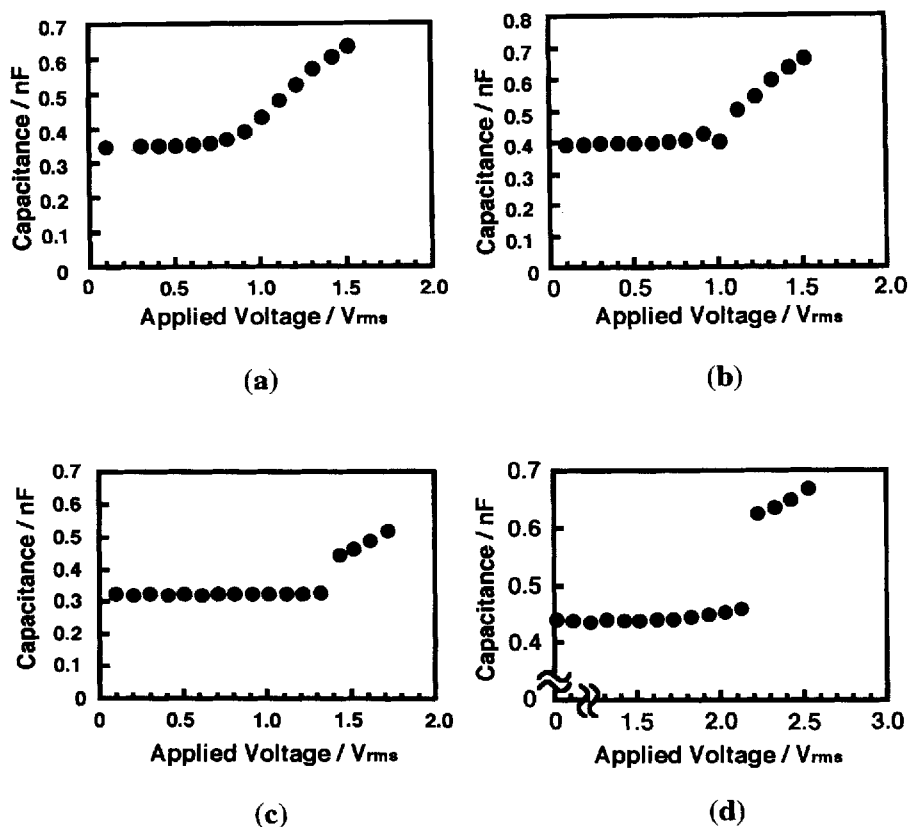 0.7
0.6
0.5
0.4
0.3
0.2
0.1
0
Capacitance / nF
0 0.5 1.0 1.5 2.0
Applied Voltage / Vrms
(a)
0.8
0.7
0.6
0.5
0.4
0.3
0.2
0.1
0
Capacitance / nF
0 0.5 1.0 1.5 2.0
Applied Voltage / Vrms
(b)
0.7
0.6
0.5
0.4
0.3
0.2
0.1
0
Capacitance / nF
0 0.5 1.0 1.5 2.0
Applied Voltage / Vrms
(c)
0.7
0.6
0.5
0.4
0
Capacitance / nF
0 1.5 2.0 2.5 3.0
Applied Voltage / Vrms
(d)